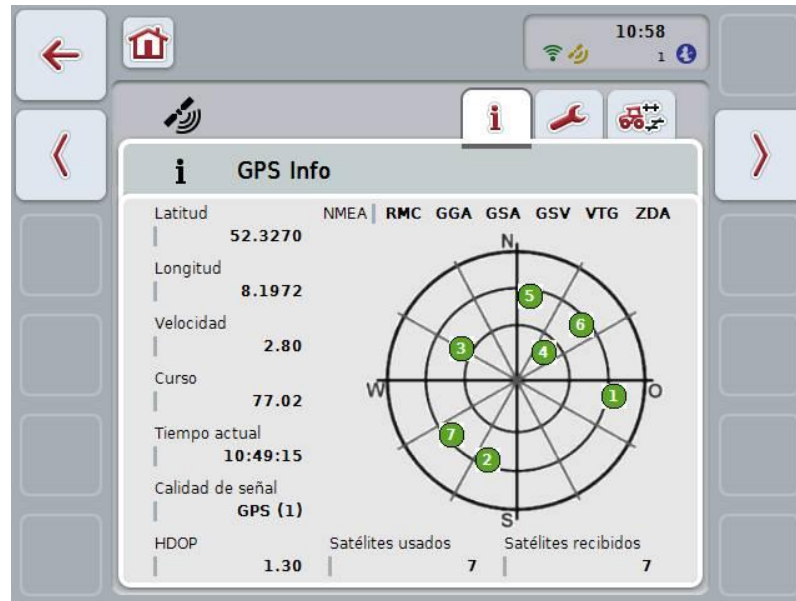 10:58
1
i
i GPS Info
Latitud
52.3270
NMEA RMC GGA GSA GSV VTG ZDA
Longitud
8.1972
Velocidad
2.80
Curso
77.02
Tiempo actual
10:49:15
Calidad de señal
GPS (1)
HDOP
1.30
N
5
6
3
4
W
O
1
7
2
S
Satélites usados
7
Satélites recibidos
7